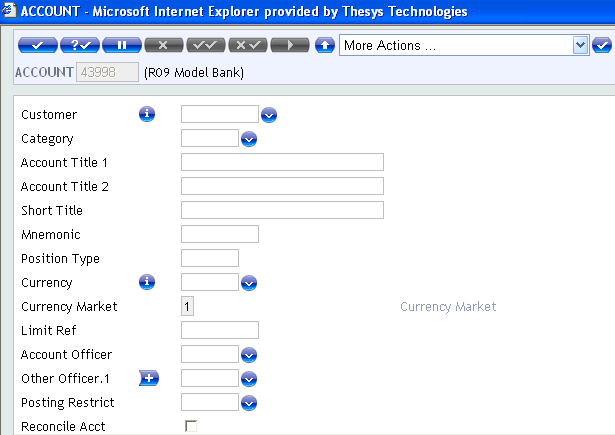 ACCOUNT - Microsoft Internet Explorer provided by Thesys Technologies
More Actions ...
ACCOUNT 43998 (R09 Model Bank)
Customer
Category
Account Title 1
Account Title 2
Short Title
Mnemonic
Position Type
Currency
Currency Market 1 Currency Market
Limit Ref
Account Officer
Other Officer.1
Posting Restrict
Reconcile Acct